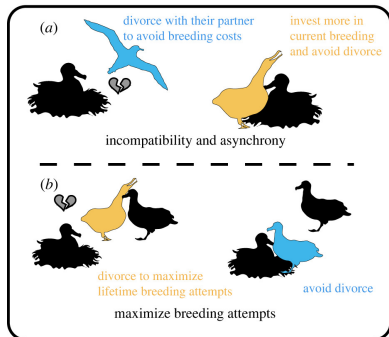 (a)
divorce with their partner
to avoid breeding costs
invest more in
current breeding
and avoid divorce
incompatibility and asynchrony
(b)
divorce to maximize
lifetime breeding attempts
avoid divorce
maximize breeding attempts